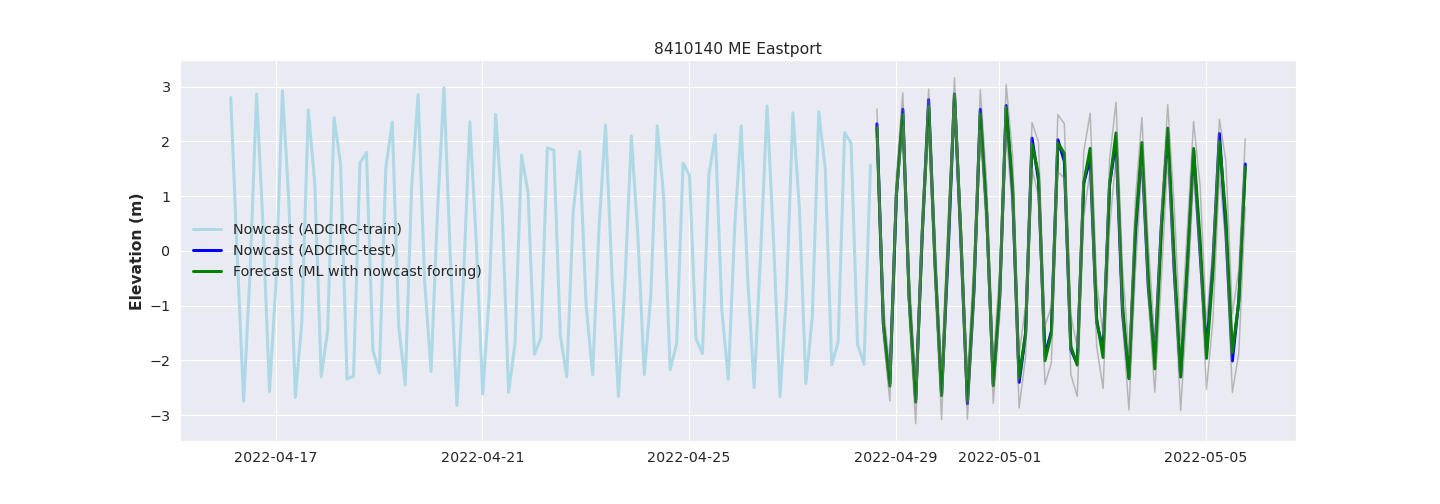 8410140 ME Eastport
Elevation (m)
3
2
1
0
−1
−2
−3
Nowcast (ADCIRC-train)
Nowcast (ADCIRC-test)
Forecast (ML with nowcast forcing)
2022-04-17 2022-04-21 2022-04-25 2022-04-29 2022-05-01 2022-05-05